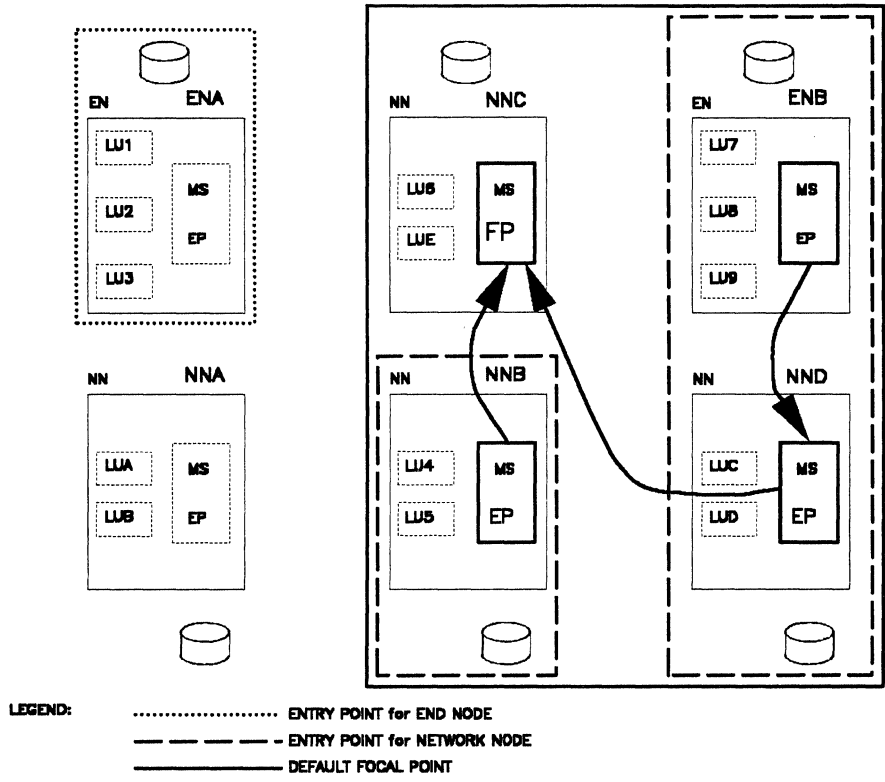 EN ENA
LU1
LU2
LU3
MS
EP
NN NNC
LU6
LUE
MS
FP
EN ENB
LU7
LU8
LU9
MS
EP
NN NNA
LUA
LUB
MS
EP
NN NNB
LU4
LU5
MS
EP
NN NND
LUC
LUD
MS
EP
LEGEND:
ENTRY POINT for END NODE
ENTRY POINT for NETWORK NODE
DEFAULT FOCAL POINT